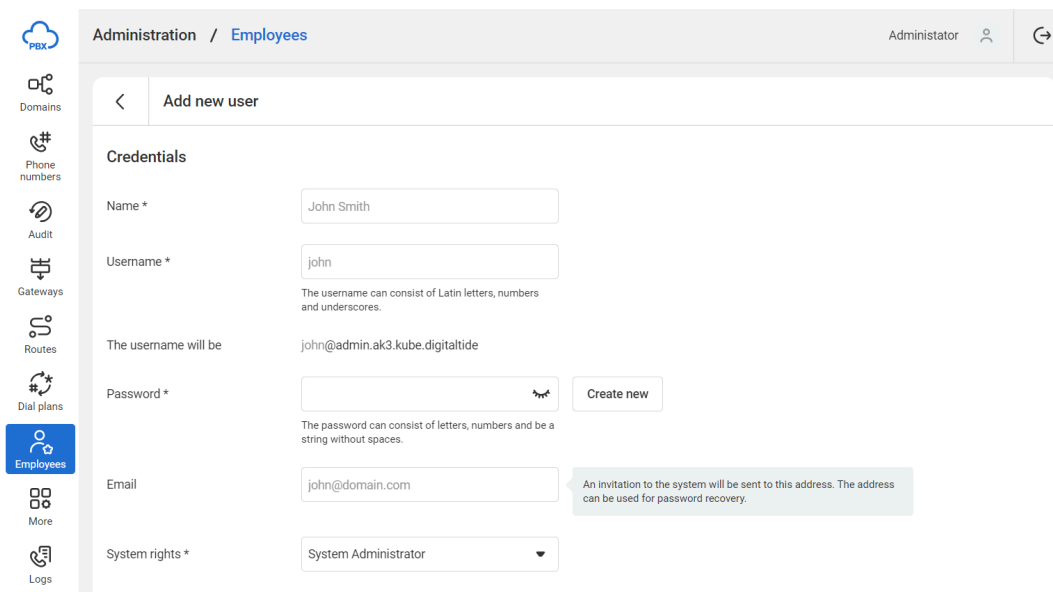 PBX
Administration / Employees
Administator
Domains
Phone
numbers
Audit
Gateways
Routes
Dial plans
Employees
More
Logs
Add new user
Credentials
Name *
John Smith
Username *
john
The username can consist of Latin letters, numbers
and underscores.
The username will be
john@admin.ak3.kube.digitaltide
Password *
Create new
The password can consist of letters, numbers and be a
string without spaces.
Email
john@domain.com
An invitation to the system will be sent to this address. The address
can be used for password recovery.
System rights *
System Administrator